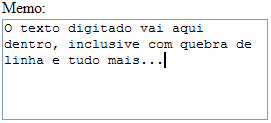 Memo:
O texto digitado vai aqui
dentro, inclusive com quebra de
linha e tudo mais...